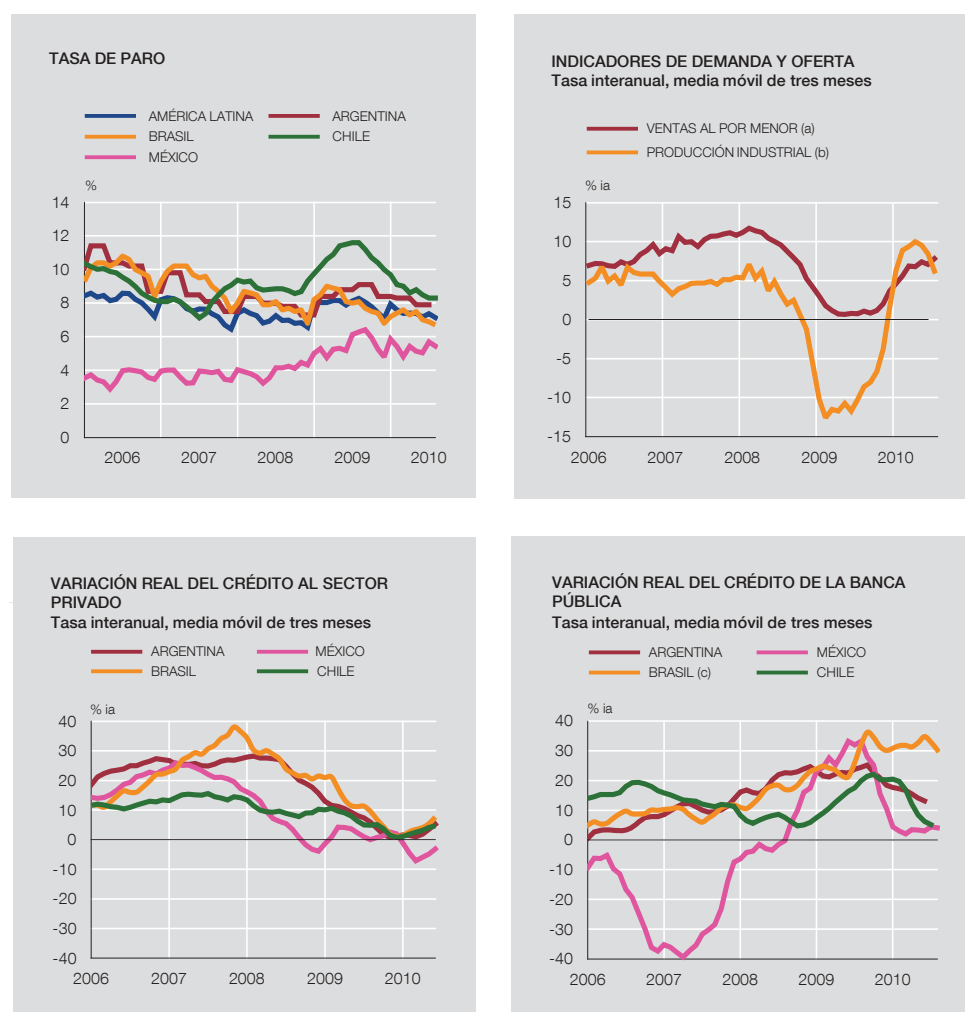 TASA DE PARO
AMÉRICA LATINA ARGENTINA
BRASIL CHILE
MÉXICO
%
14
12
10
8
6
4
2
0
2006 2007 2008 2009 2010
INDICADORES DE DEMANDA Y OFERTA
Tasa interanual, media móvil de tres meses
VENTAS AL POR MENOR (a)
PRODUCCIÓN INDUSTRIAL (b)
% ia
15
10
5
0
-5
-10
-15
2006 2007 2008 2009 2010
VARIACIÓN REAL DEL CRÉDITO AL SECTOR
PRIVADO
Tasa interanual, media móvil de tres meses
ARGENTINA MÉXICO
BRASIL CHILE
% ia
40
30
20
10
0
-10
-20
-30
-40
2006 2007 2008 2009 2010
VARIACIÓN REAL DEL CRÉDITO DE LA BANCA
PÚBLICA
Tasa interanual, media móvil de tres meses
ARGENTINA MÉXICO
BRASIL (c) CHILE
% ia
40
30
20
10
0
-10
-20
-30
-40
2006 2007 2008 2009 2010